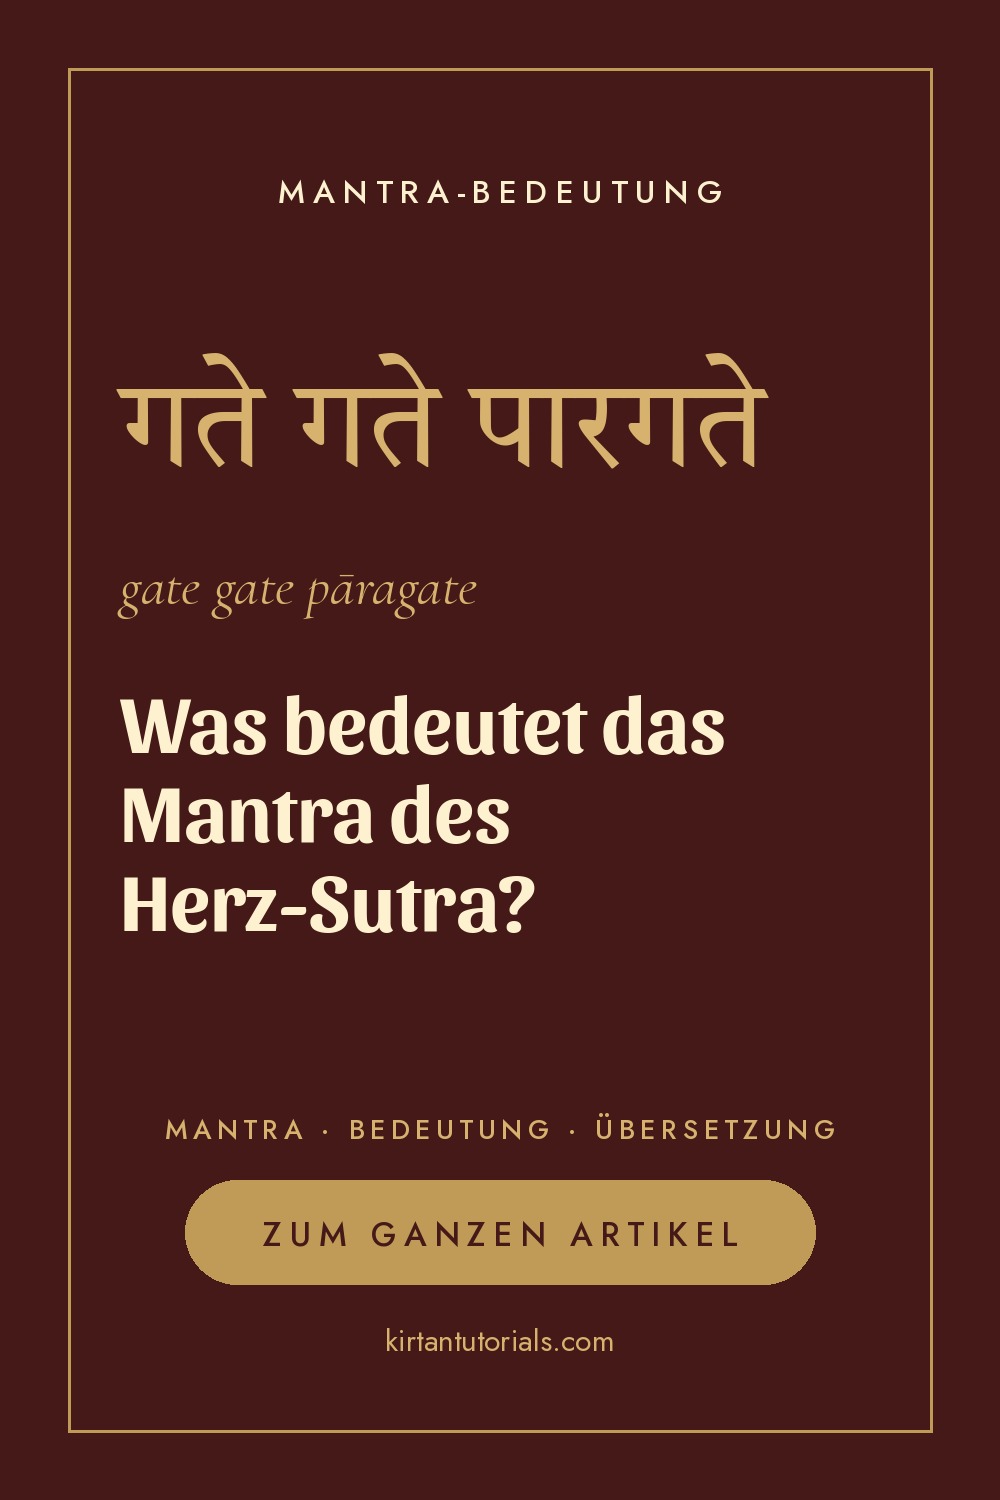 MANTRA-BEDEUTUNG
गते गते पारगते
gate gate pāragate
Was bedeutet das
Mantra des
Herz-Sutra?
MANTRA · BEDEUTUNG · ÜBERSETZUNG
ZUM GANZEN ARTIKEL
kirtantutorials.com